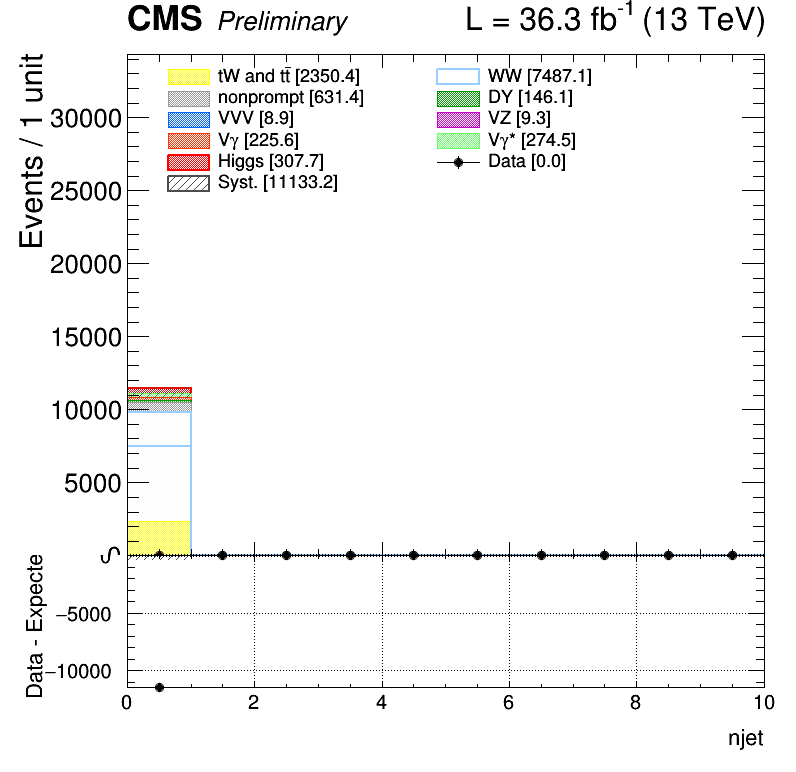 CMS Preliminary L = 36.3 fb⁻¹ (13 TeV)
tW and tt̄ [2350.4] WW [7487.1]
nonprompt [631.4] DY [146.1]
VVV [8.9] VZ [9.3]
Vγ [225.6] Vγ* [274.5]
Higgs [307.7] Data [0.0]
Syst. [11133.2]
Events / 1 unit
30000
25000
20000
15000
10000
5000
Data - Expecte
−5000
−10000
0 2 4 6 8 10
njet